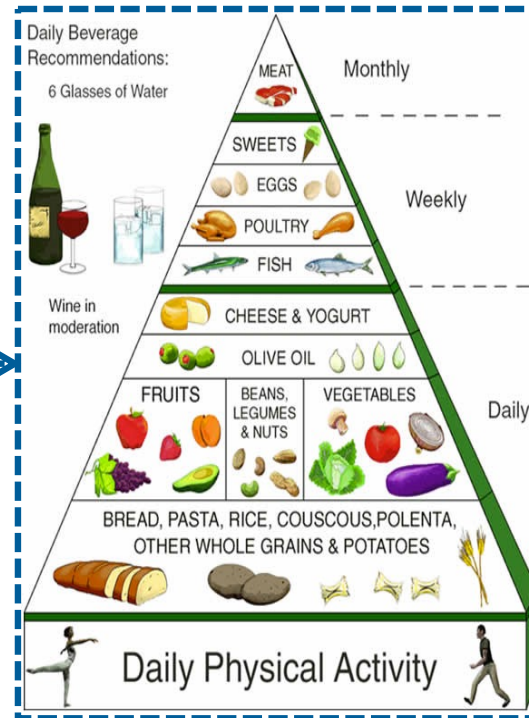 Daily Beverage
Recommendations:
6 Glasses of Water
Wine in
moderation
MEAT
Monthly
SWEETS
EGGS
POULTRY
FISH
Weekly
CHEESE & YOGURT
OLIVE OIL
FRUITS
BEANS,
LEGUMES
& NUTS
VEGETABLES
Daily
BREAD, PASTA, RICE, COUSCOUS,POLENTA,
OTHER WHOLE GRAINS & POTATOES
Daily Physical Activity